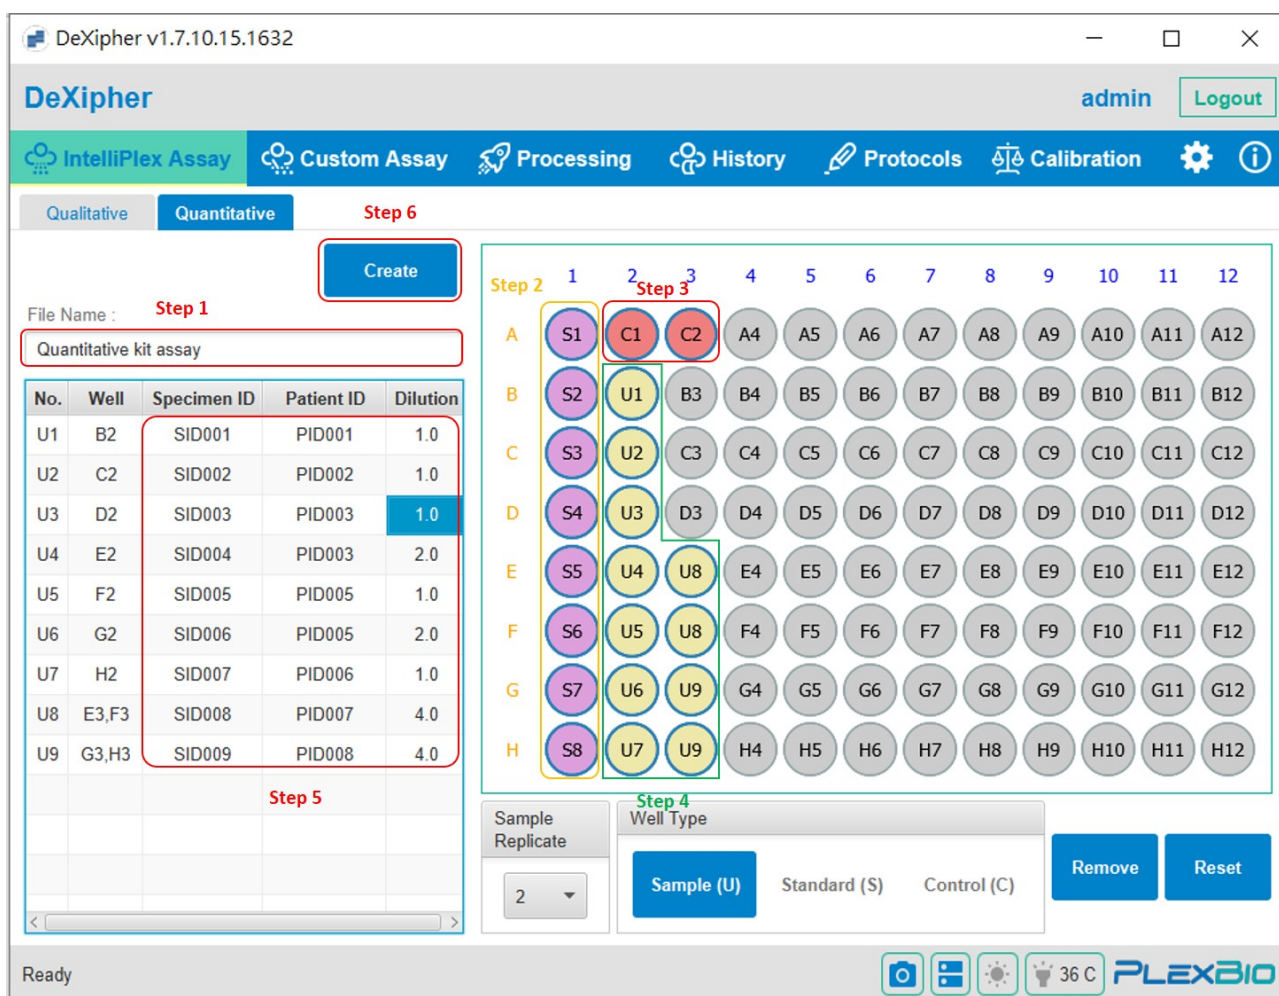 DeXipher v1.7.10.15.1632
DeXipher admin Logout
IntelliPlex Assay Custom Assay Processing History Protocols Calibration
Qualitative Quantitative Step 6
Create
Step 1
File Name :
Quantitative kit assay
No. Well Specimen ID Patient ID Dilution
U1 B2 SID001 PID001 1.0
U2 C2 SID002 PID002 1.0
U3 D2 SID003 PID003 1.0
U4 E2 SID004 PID003 2.0
U5 F2 SID005 PID005 1.0
U6 G2 SID006 PID005 2.0
U7 H2 SID007 PID006 1.0
U8 E3,F3 SID008 PID007 4.0
U9 G3,H3 SID009 PID008 4.0
Step 5
Step 2 1 2 3 4 5 6 7 8 9 10 11 12
Step 3
A S1 C1 C2 A4 A5 A6 A7 A8 A9 A10 A11 A12
B S2 U1 B3 B4 B5 B6 B7 B8 B9 B10 B11 B12
C S3 U2 C3 C4 C5 C6 C7 C8 C9 C10 C11 C12
D S4 U3 D3 D4 D5 D6 D7 D8 D9 D10 D11 D12
E S5 U4 U8 E4 E5 E6 E7 E8 E9 E10 E11 E12
F S6 U5 U8 F4 F5 F6 F7 F8 F9 F10 F11 F12
G S7 U6 U9 G4 G5 G6 G7 G8 G9 G10 G11 G12
H S8 U7 U9 H4 H5 H6 H7 H8 H9 H10 H11 H12
Step 4
Sample Replicate
2
Well Type
Sample (U) Standard (S) Control (C)
Remove Reset
Ready 36 C PLEXBIO